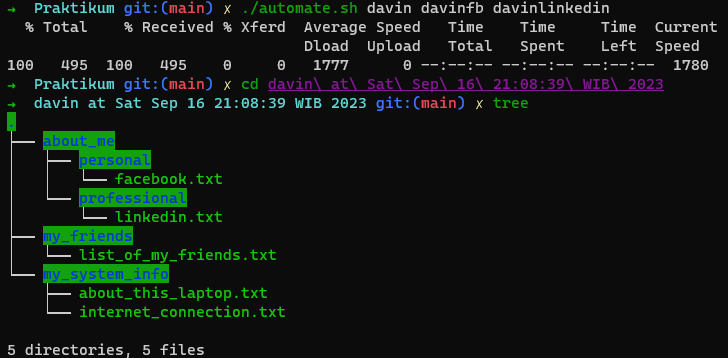 ➜  Praktikum git:(main) ✗ ./automate.sh davin davinfb davinlinkedin
  % Total    % Received % Xferd  Average Speed   Time    Time     Time  Current
                                 Dload  Upload   Total   Spent    Left  Speed
100   495  100   495    0     0   1777      0 --:--:-- --:--:-- --:--:--  1780
➜  Praktikum git:(main) ✗ cd davin\ at\ Sat\ Sep\ 16\ 21:08:39\ WIB\ 2023
➜  davin at Sat Sep 16 21:08:39 WIB 2023 git:(main) ✗ tree
.
├── about_me
│   ├── personal
│   │   └── facebook.txt
│   └── professional
│       └── linkedin.txt
├── my_friends
│   └── list_of_my_friends.txt
└── my_system_info
    ├── about_this_laptop.txt
    └── internet_connection.txt

5 directories, 5 files